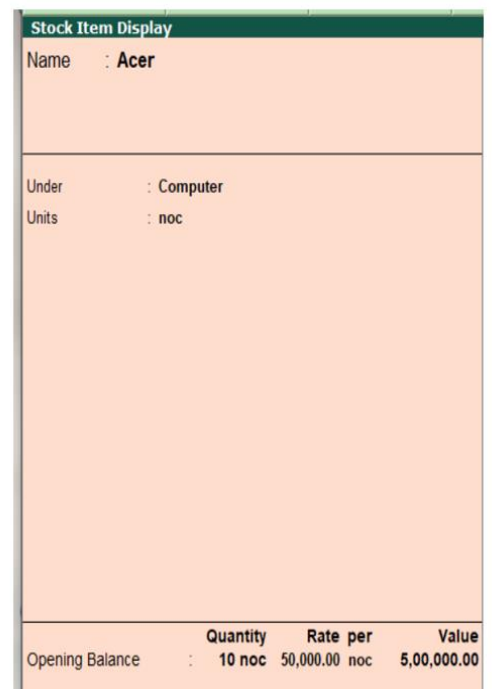 Stock Item Display
Name : Acer
Under : Computer
Units : noc
Quantity Rate per Value
Opening Balance : 10 noc 50,000.00 noc 5,00,000.00